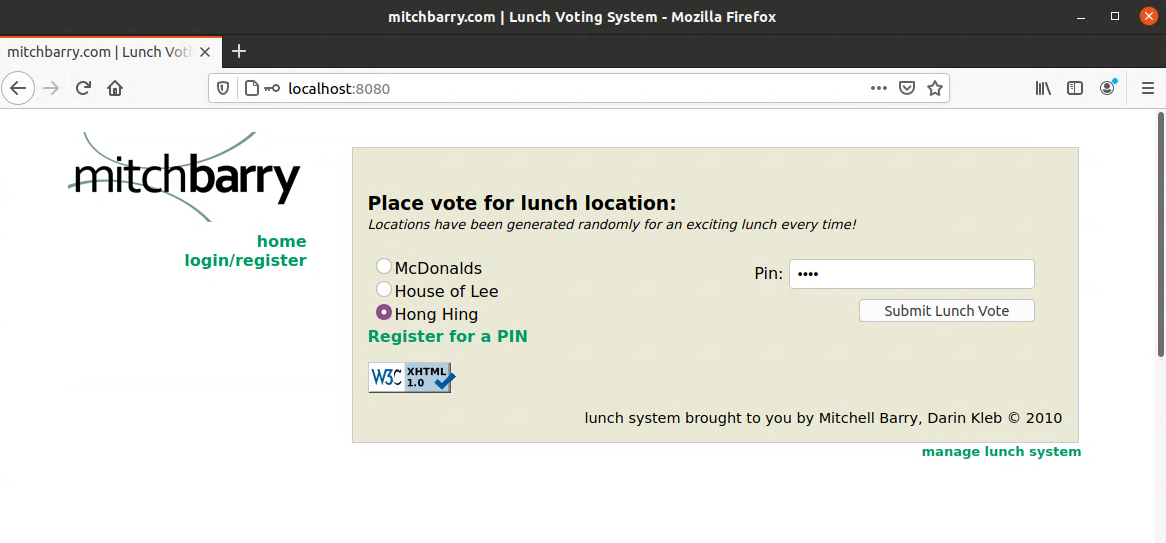 mitchbarry.com | Lunch Voting System - Mozilla Firefox
mitchbarry.com | Lunch Voti
localhost:8080
mitchbarry
home
login/register
Place vote for lunch location:
Locations have been generated randomly for an exciting lunch every time!
McDonalds
House of Lee
Hong Hing
Register for a PIN
Pin: ••••
Submit Lunch Vote
W3C XHTML 1.0
lunch system brought to you by Mitchell Barry, Darin Kleb © 2010
manage lunch system